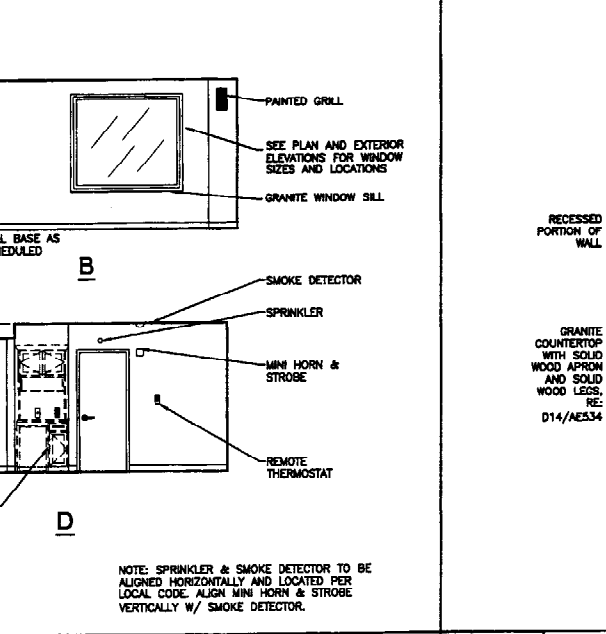 PAINTED GRILL
SEE PLAN AND EXTERIOR
ELEVATIONS FOR WINDOW
SIZES AND LOCATIONS
GRANITE WINDOW SILL
L BASE AS
EDULED
B
SMOKE DETECTOR
SPRINKLER
MINI HORN &
STROBE
REMOTE
THERMOSTAT
D
NOTE: SPRINKLER & SMOKE DETECTOR TO BE
ALIGNED HORIZONTALLY AND LOCATED PER
LOCAL CODE. ALIGN MINI HORN & STROBE
VERTICALLY W/ SMOKE DETECTOR.
RECESSED
PORTION OF
WALL
GRANITE
COUNTERTOP
WITH SOLID
WOOD APRON
AND SOLID
WOOD LEGS,
RE:
D14/AE534